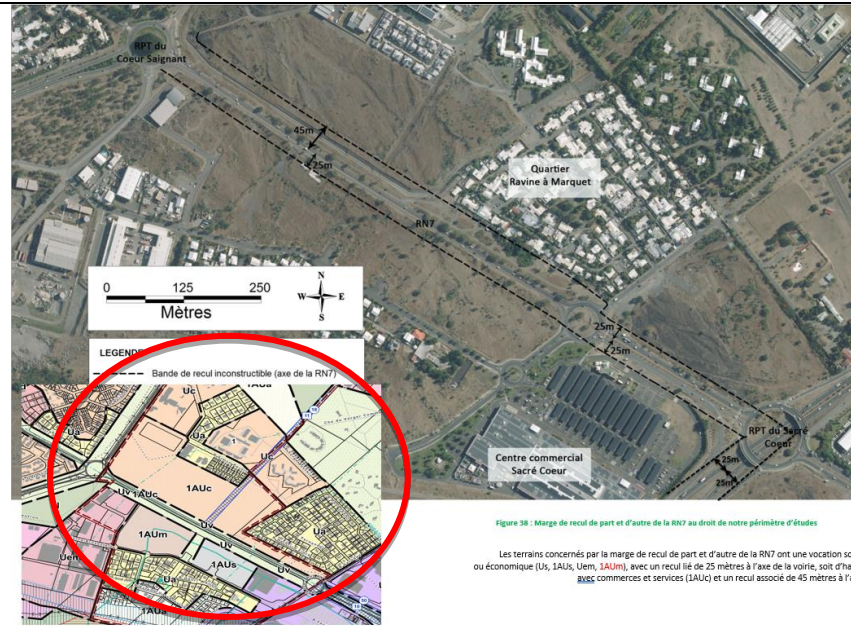 RPT du
Coeur Saignant
45m
25m
Quartier
Ravine à Marquet
RN7
0 125 250
Mètres
N
W E
S
25m
25m
LEGENDE
Bande de recul inconstructible (axe de la RN7)
RPT du Sacré
Coeur
25m
25m
Centre commercial
Sacré Coeur
1AUa
Uc
Ua
Ua
1
Uc
1AUc
Uv
1AUc
Uv
Ua
1AUm
Uv
Uem
1AUs
Ua
Figure 38 : Marge de recul de part et d'autre de la RN7 au droit de notre périmètre d'études
Les terrains concernés par la marge de recul de part et d'autre de la RN7 ont une vocation so
ou économique (Us, 1AUs, Uem, 1AUm), avec un recul lié de 25 mètres à l'axe de la voirie, soit d'ha
avec commerces et services (1AUc) et un recul associé de 45 mètres à l'a